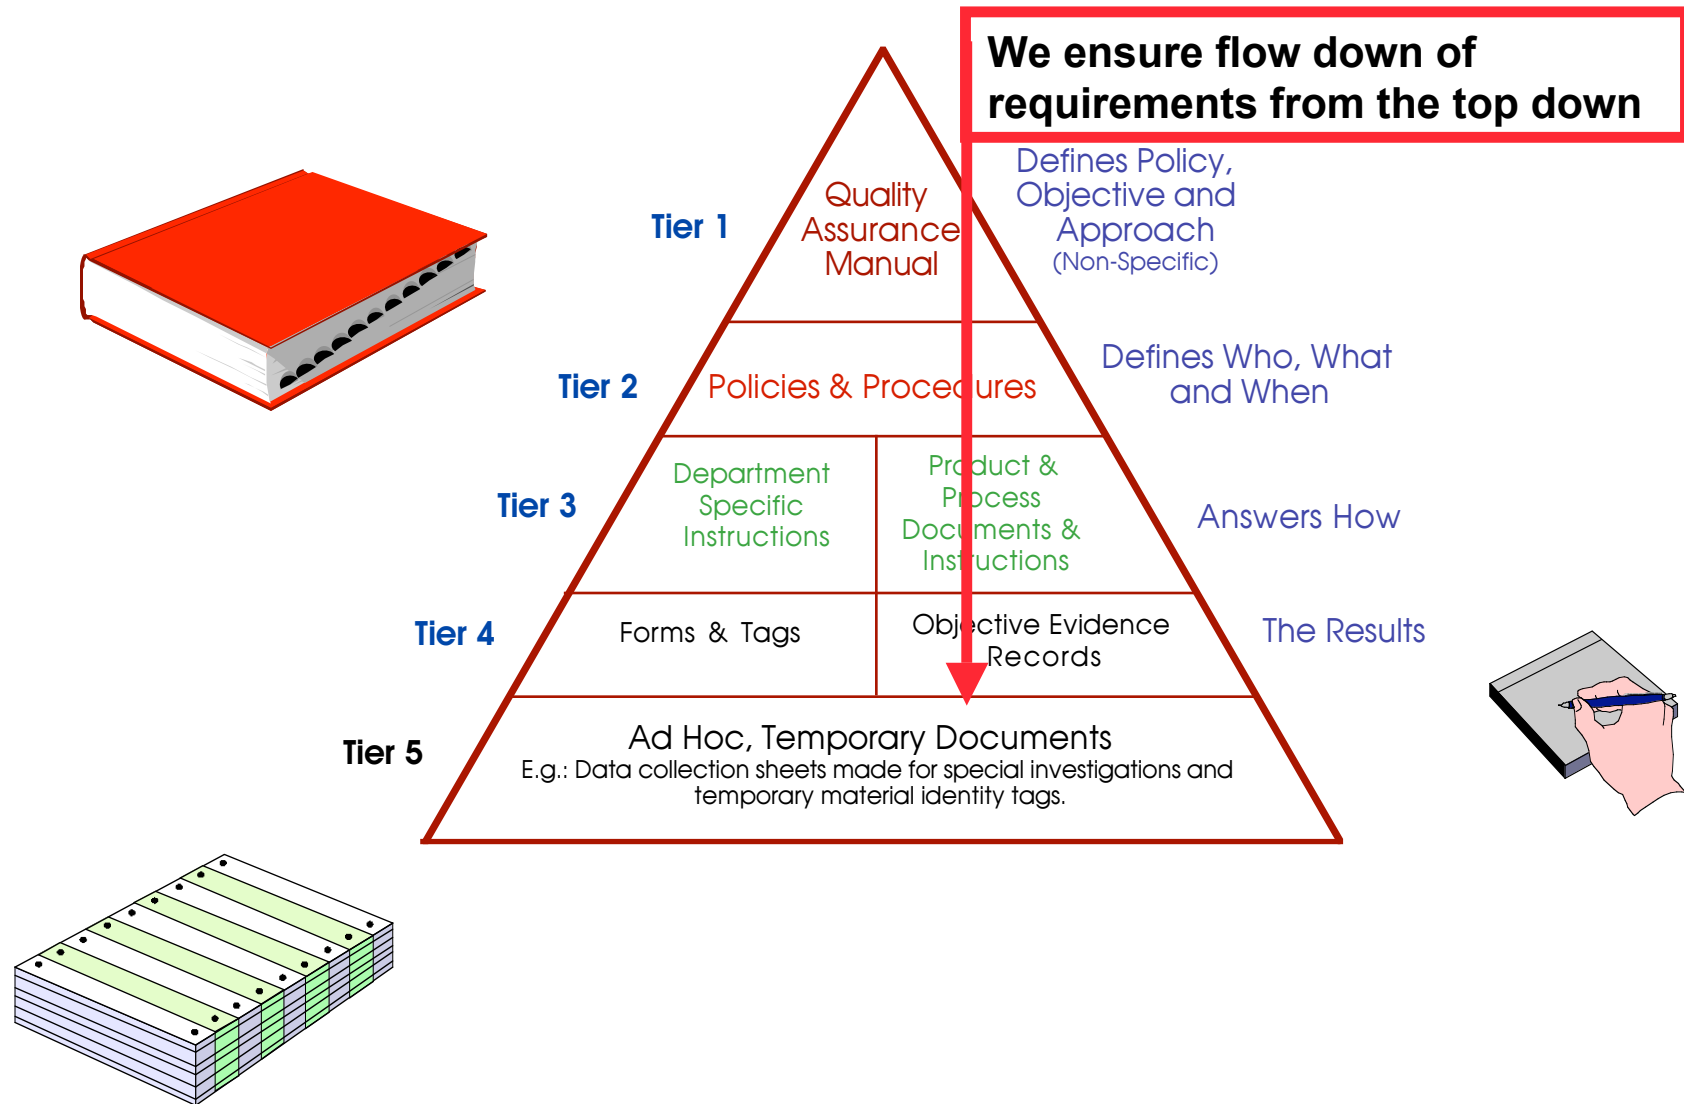 We ensure flow down of
requirements from the top down
Tier 1
Quality
Assurance
Manual
Defines Policy,
Objective and
Approach
(Non-Specific)
Tier 2
Policies & Procedures
Defines Who, What
and When
Tier 3
Department
Specific
Instructions
Product &
Process
Documents &
Instructions
Answers How
Tier 4
Forms & Tags
Objective Evidence
Records
The Results
Tier 5
Ad Hoc, Temporary Documents
E.g.: Data collection sheets made for special investigations and
temporary material identity tags.